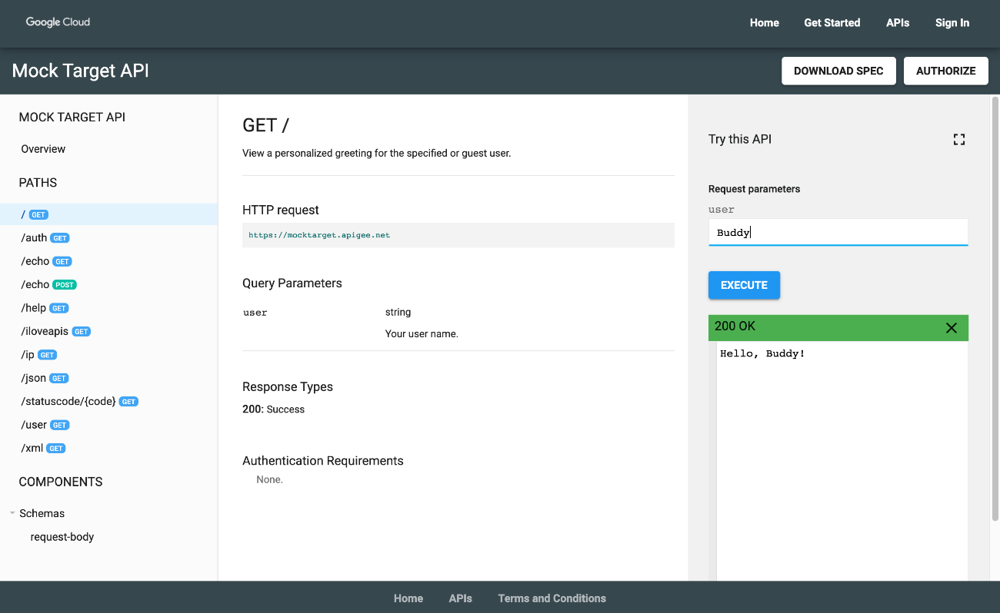 Google Cloud
Home
Get Started
APIs
Sign In
Mock Target API
DOWNLOAD SPEC
AUTHORIZE
MOCK TARGET API
Overview
PATHS
/ GET
/auth GET
/echo GET
/echo POST
/help GET
/iloveapis GET
/ip GET
/json GET
/statuscode/{code} GET
/user GET
/xml GET
COMPONENTS
Schemas
request-body
GET /
View a personalized greeting for the specified or guest user.
HTTP request
https://mocktarget.apigee.net
Query Parameters
user
string
Your user name.
Response Types
200: Success
Authentication Requirements
None.
Try this API
Request parameters
user
Buddy
EXECUTE
200 OK
Hello, Buddy!
Home
APIs
Terms and Conditions